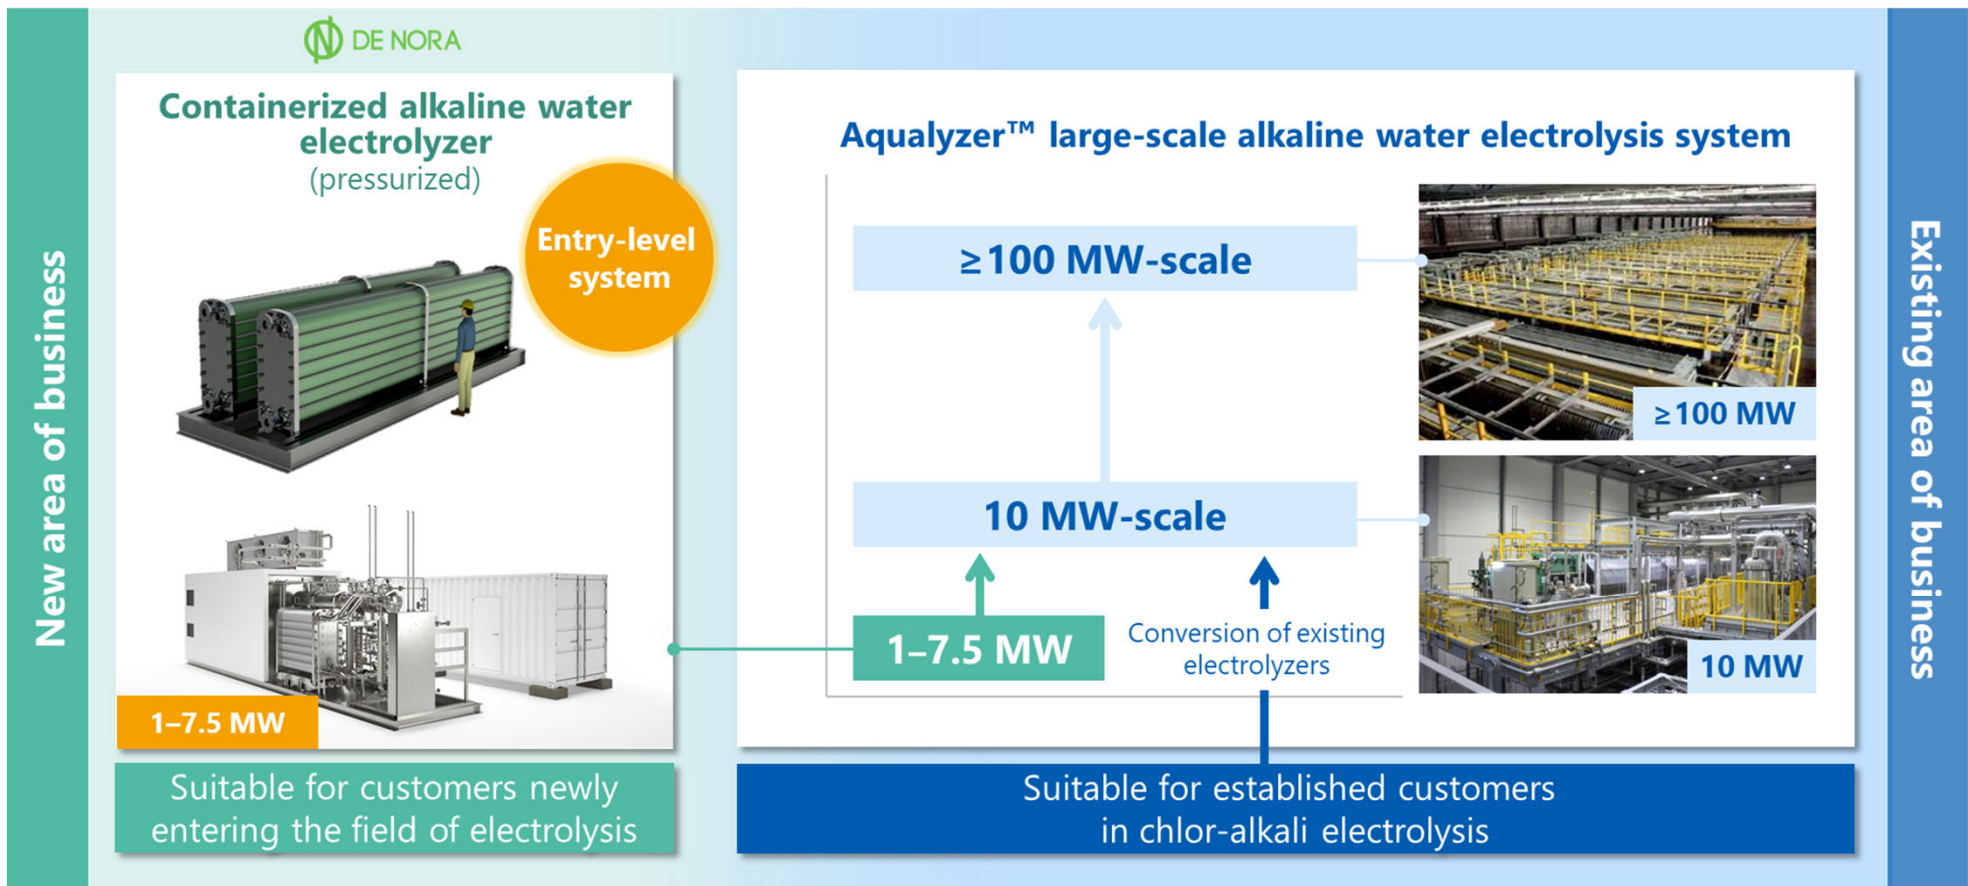 New area of business
DE NORA
Containerized alkaline water
electrolyzer
(pressurized)
Entry-level
system
1–7.5 MW
Suitable for customers newly
entering the field of electrolysis
Aqualyzer™ large-scale alkaline water electrolysis system
≥100 MW-scale
≥100 MW
10 MW-scale
10 MW
1–7.5 MW
Conversion of existing
electrolyzers
Suitable for established customers
in chlor-alkali electrolysis
Existing area of business